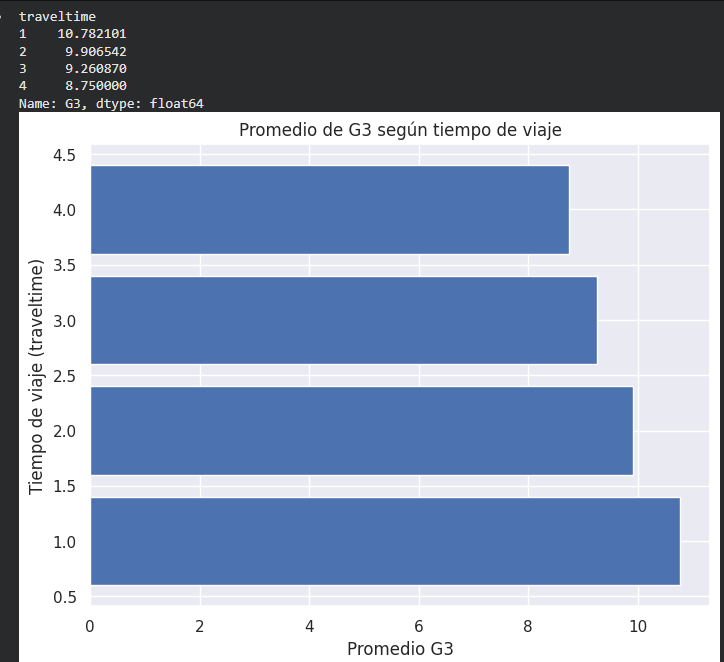 traveltime
1    10.782101
2     9.906542
3     9.260870
4     8.750000
Name: G3, dtype: float64
Promedio de G3 según tiempo de viaje
Tiempo de viaje (traveltime)
4.5
4.0
3.5
3.0
2.5
2.0
1.5
1.0
0.5
0 2 4 6 8 10
Promedio G3